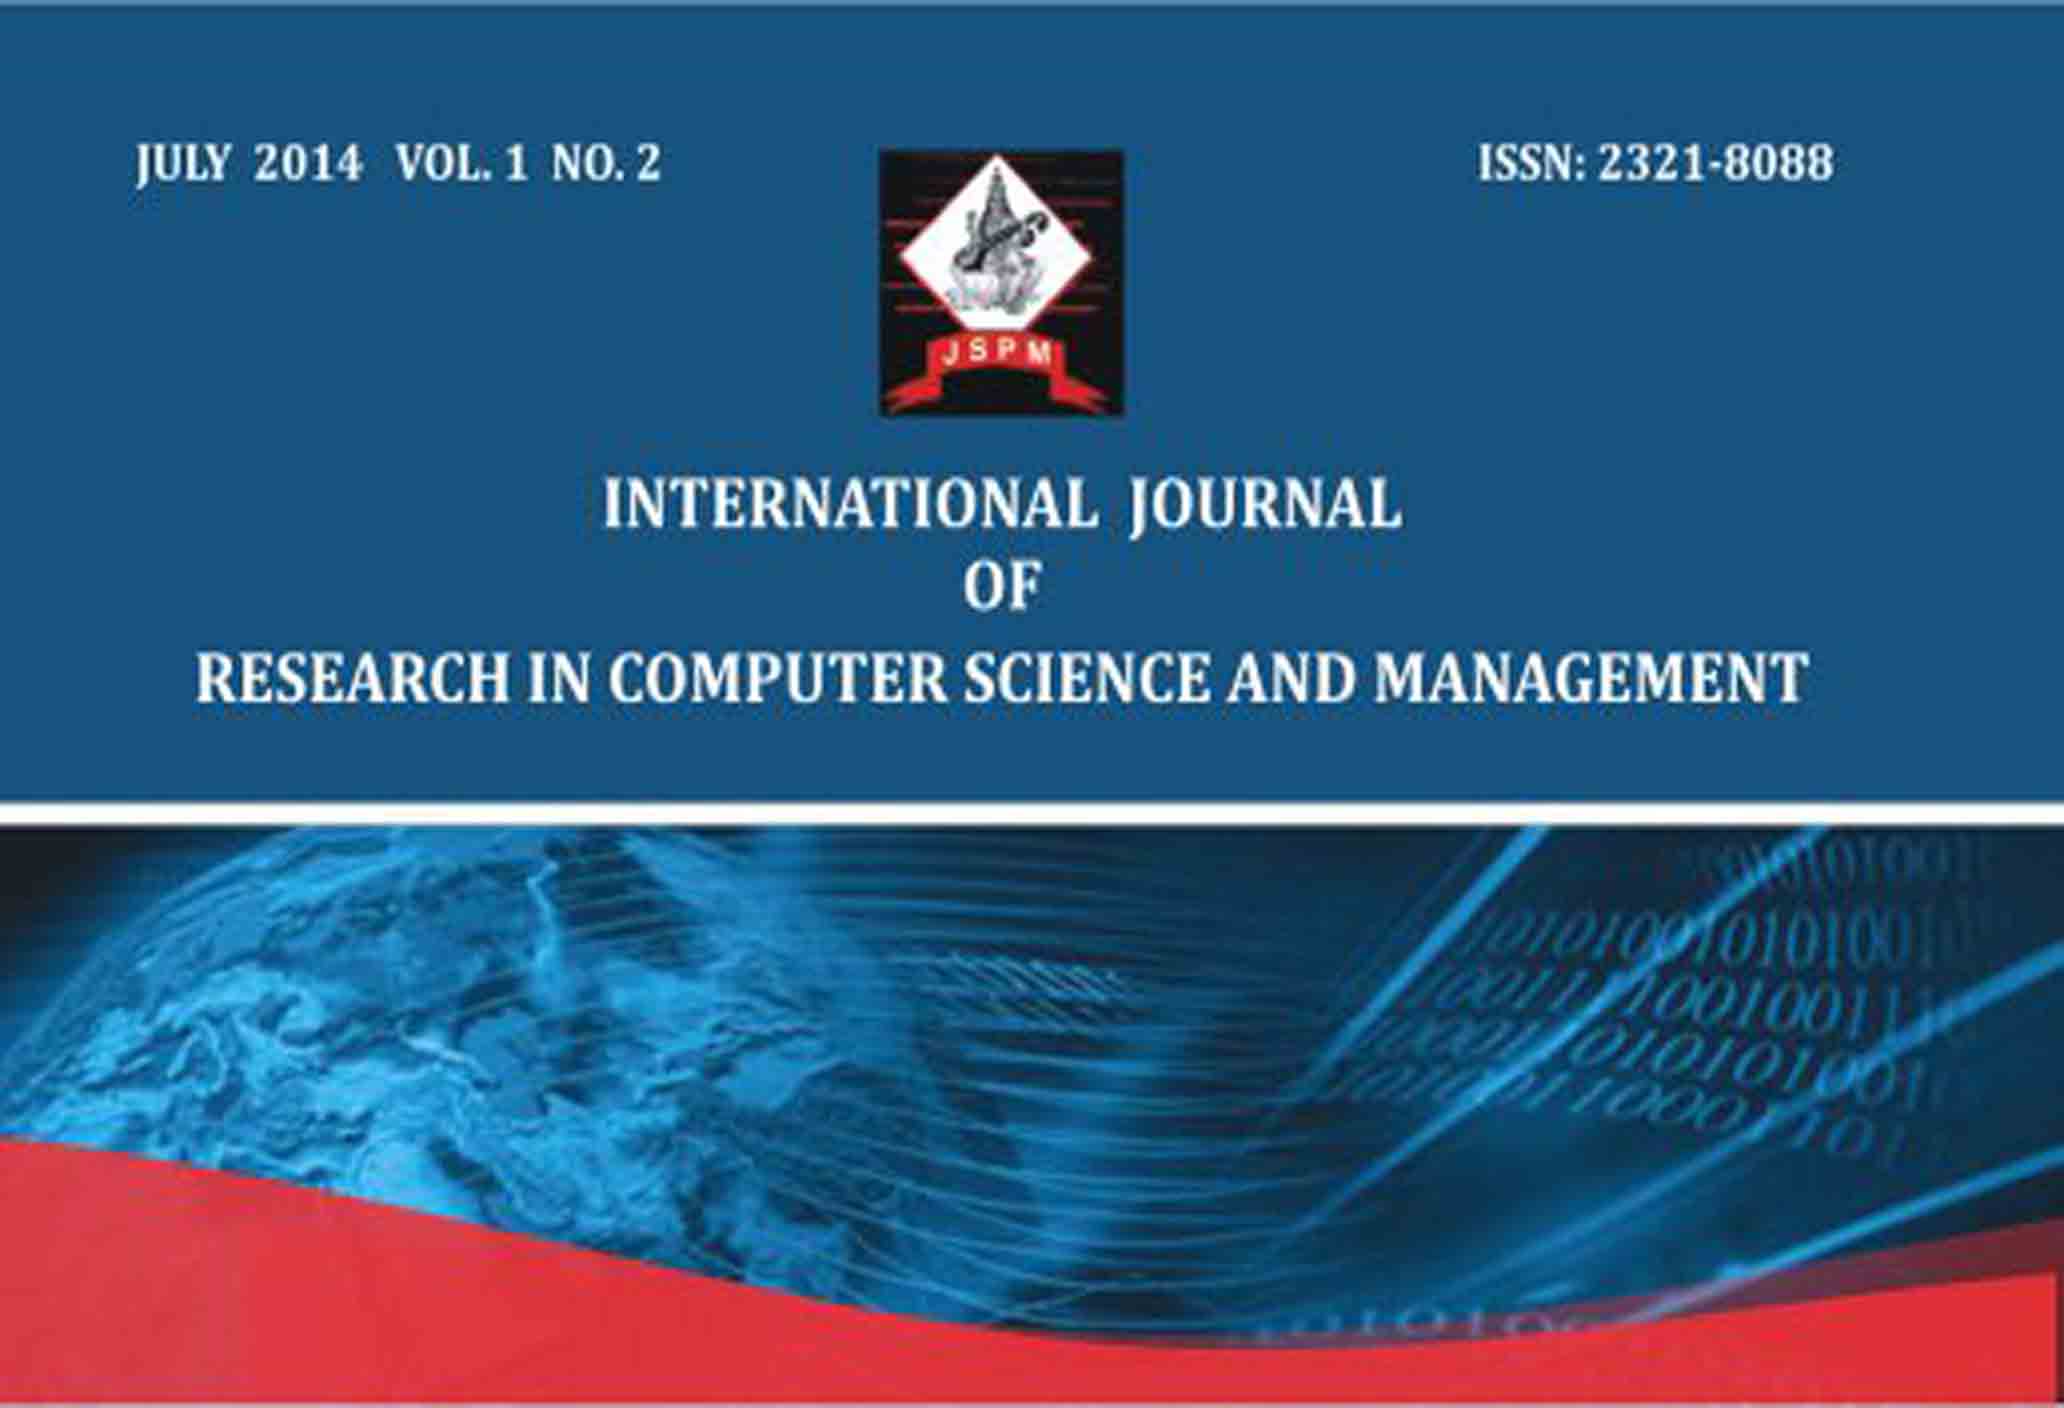 JULY 2014 VOL. 1 NO. 2
ISSN: 2321-8088
JSPM
INTERNATIONAL JOURNAL
OF
RESEARCH IN COMPUTER SCIENCE AND MANAGEMENT